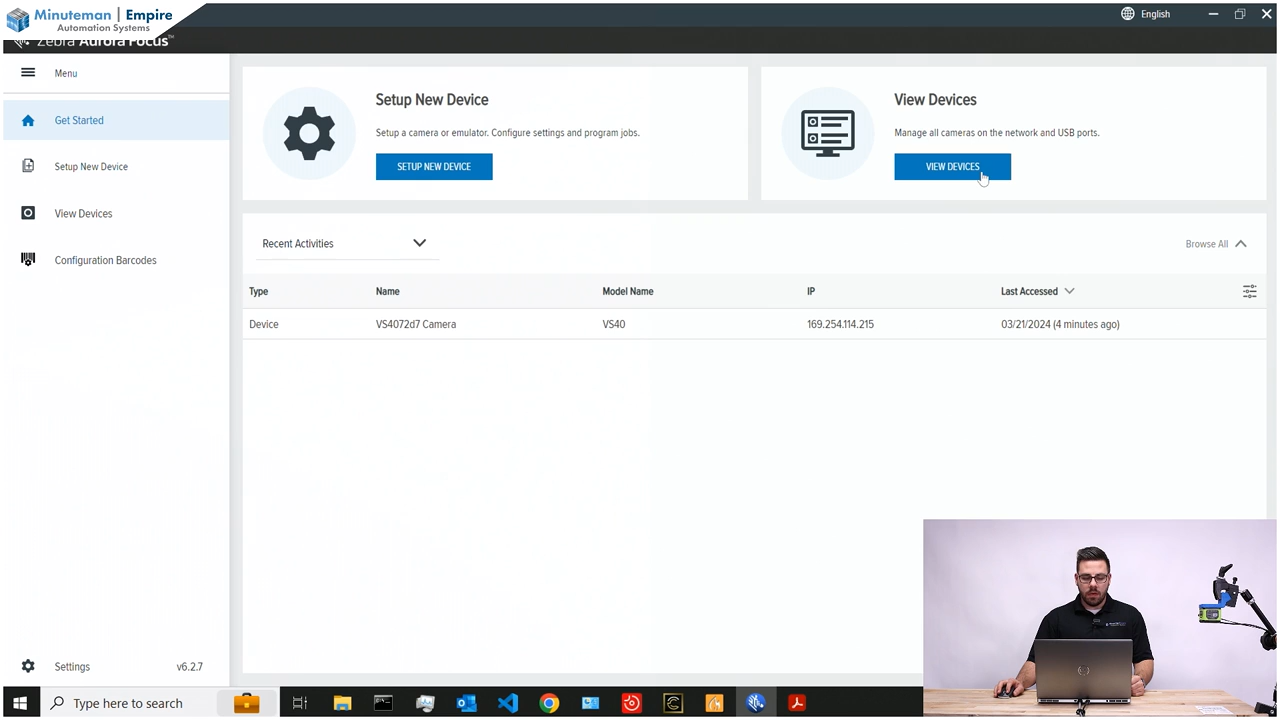 Minuteman | Empire
Automation Systems
Zebra Aurora Focus™
English
Menu
Get Started
Setup New Device
View Devices
Configuration Barcodes
Settings v6.2.7
Setup New Device
Setup a camera or emulator. Configure settings and program jobs.
SETUP NEW DEVICE
View Devices
Manage all cameras on the network and USB ports.
VIEW DEVICES
Recent Activities
Browse All
Type Name Model Name IP Last Accessed
Device VS4072d7 Camera VS40 169.254.114.215 03/21/2024 (4 minutes ago)
Type here to search